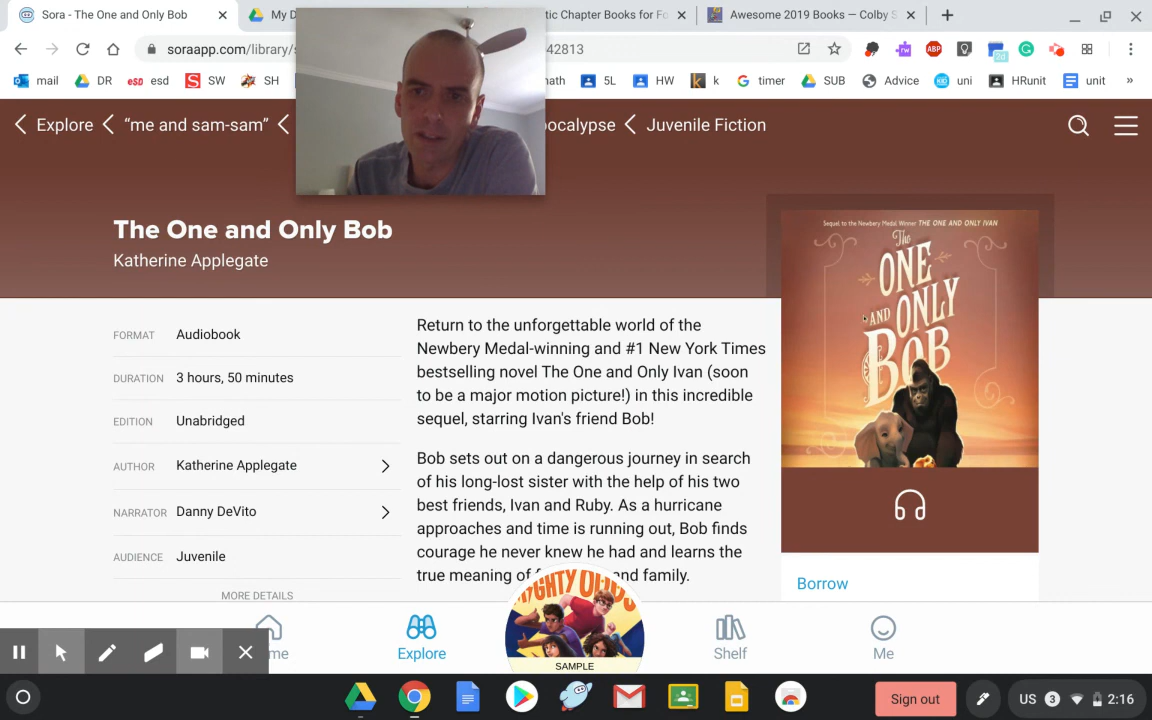 Sora - The One and Only Bob
My D
tic Chapter Books for Fo
Awesome 2019 Books — Colby S
soraapp.com/library/s
42813
ABP
2d
mail
DR
esd
esd
S
SW
SH
ath
5L
HW
k
k
G
timer
SUB
Advice
uni
HRunit
unit
»
Explore
"me and sam-sam"
ocalypse
Juvenile Fiction
The One and Only Bob
Katherine Applegate
Sequel to the Newbery Medal Winner THE ONE AND ONLY IVAN
The
ONE
AND ONLY
BOB
FORMAT Audiobook
DURATION 3 hours, 50 minutes
EDITION Unabridged
AUTHOR Katherine Applegate
NARRATOR Danny DeVito
AUDIENCE Juvenile
MORE DETAILS
Return to the unforgettable world of the
Newbery Medal-winning and #1 New York Times
bestselling novel The One and Only Ivan (soon
to be a major motion picture!) in this incredible
sequel, starring Ivan's friend Bob!
Bob sets out on a dangerous journey in search
of his long-lost sister with the help of his two
best friends, Ivan and Ruby. As a hurricane
approaches and time is running out, Bob finds
courage he never knew he had and learns the
true meaning of f nd family.
Borrow
GHTY ODDS
SAMPLE
me
Explore
Shelf
Me
Sign out
US 3 2:16